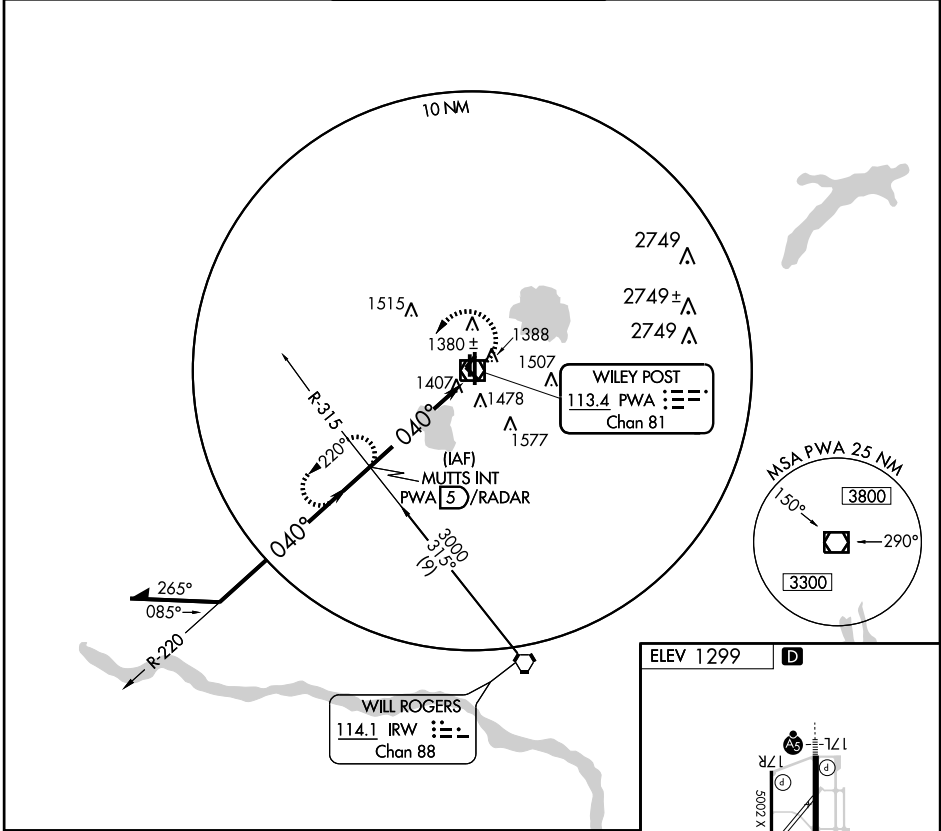 10 NM
2749
2749 ±
2749
1515
1380 ±
1388
1507
1407
1478
1577
WILEY POST
113.4 PWA
Chan 81
R-315
220°
040°
(IAF)
MUTTS INT
PWA 5 /RADAR
040°
3000
315°
(9)
265°
085°
R-220
MSA PWA 25 NM
150°
3800
290°
3300
WILL ROGERS
114.1 IRW
Chan 88
ELEV 1299 D
A5
17L
17R
P
P
5002 X